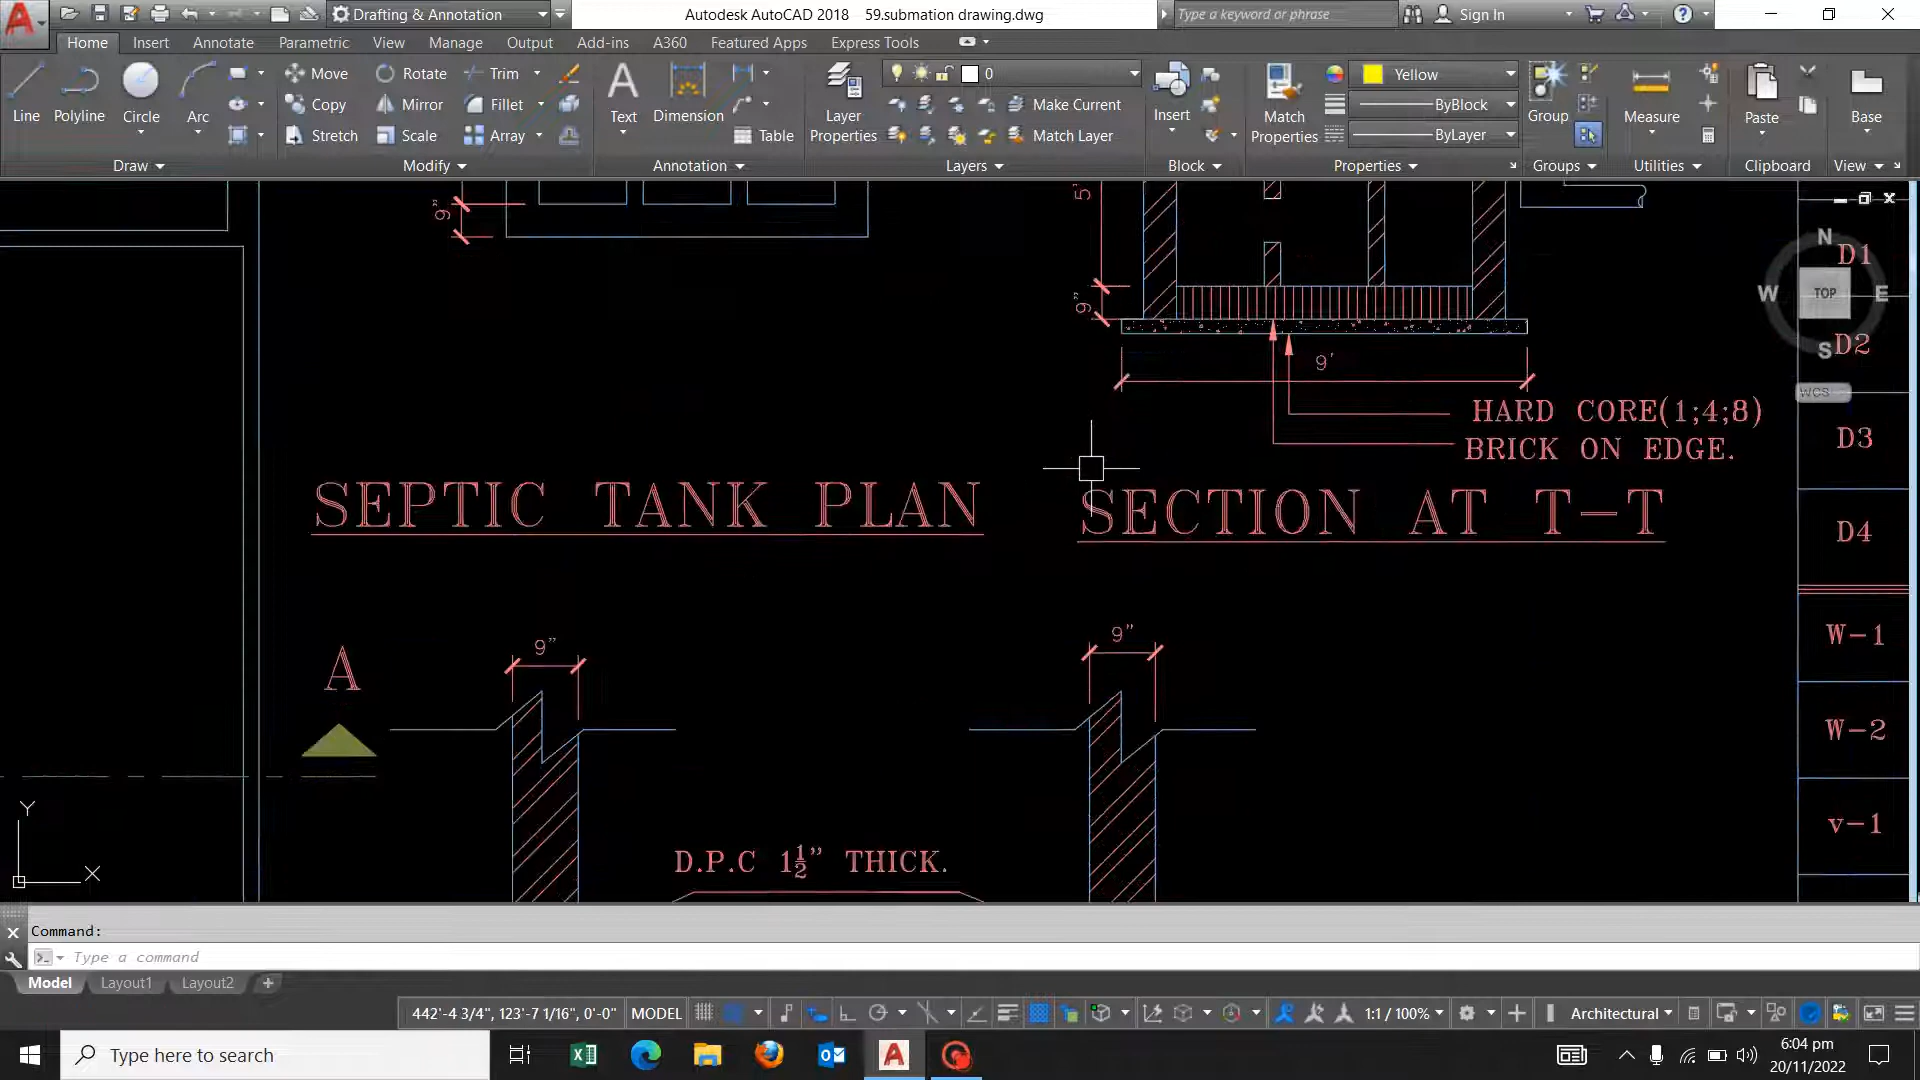 Drafting & Annotation
Autodesk AutoCAD 2018 59.submation drawing.dwg
Type a keyword or phrase
Sign In
Home Insert Annotate Parametric View Manage Output Add-ins A360 Featured Apps Express Tools
Line
Polyline
Circle
Arc
Move
Rotate
Trim
Copy
Mirror
Fillet
Stretch
Scale
Array
Text
Dimension
Table
Layer
Properties
0
Make Current
Match Layer
Insert
Match
Properties
Yellow
ByBlock
ByLayer
Group
Measure
Paste
Base
Draw
Modify
Annotation
Layers
Block
Properties
Groups
Utilities
Clipboard
View
9"
5'
9"
9'
HARD CORE(1;4;8)
BRICK ON EDGE.
SEPTIC TANK PLAN
SECTION AT T-T
A
9"
9"
D.P.C 1½" THICK.
N
W
TOP
E
S
WCS
D1
D2
D3
D4
W-1
W-2
v-1
Y
X
Command:
Type a command
Model Layout1 Layout2 +
442'-4 3/4", 123'-7 1/16", 0'-0" MODEL
1:1 / 100%
Architectural
Type here to search
6:04 pm
20/11/2022